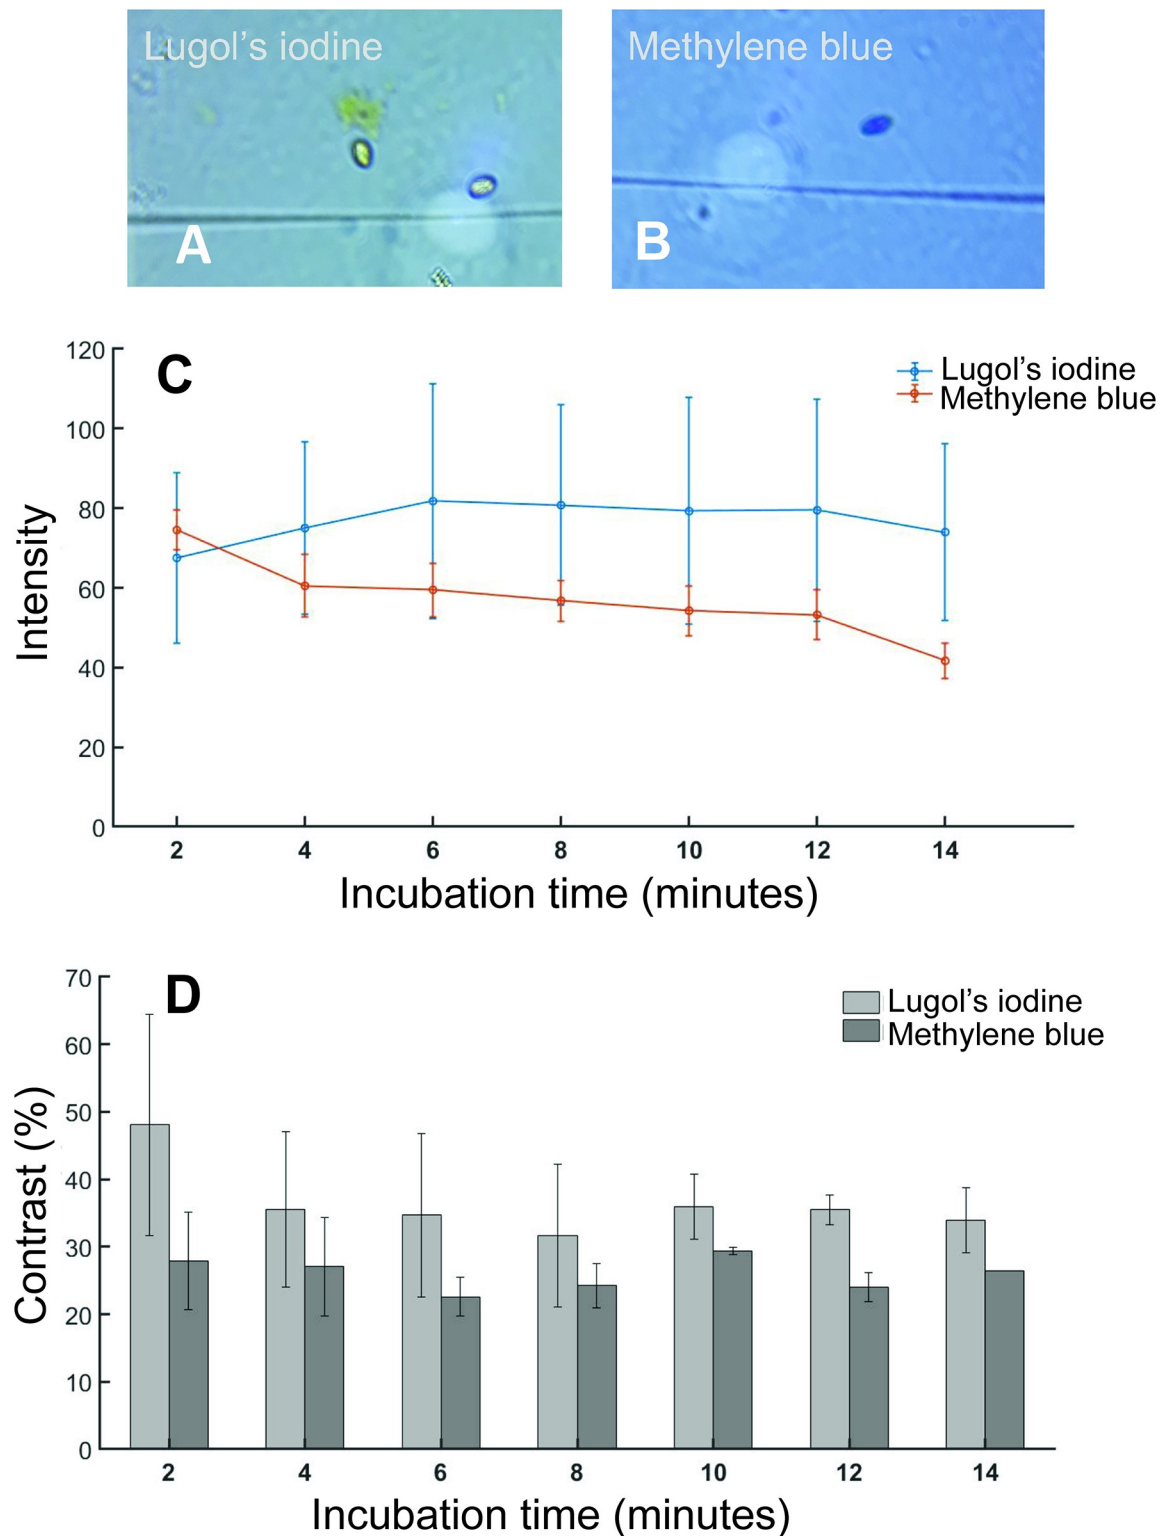 Lugol’s iodine
Methylene blue
A
B
C
Lugol’s iodine
Methylene blue
120
100
80
60
40
20
0
Intensity
2 4 6 8 10 12 14
Incubation time (minutes)
D
Lugol’s iodine
Methylene blue
70
60
50
40
30
20
10
0
Contrast (%)
2 4 6 8 10 12 14
Incubation time (minutes)